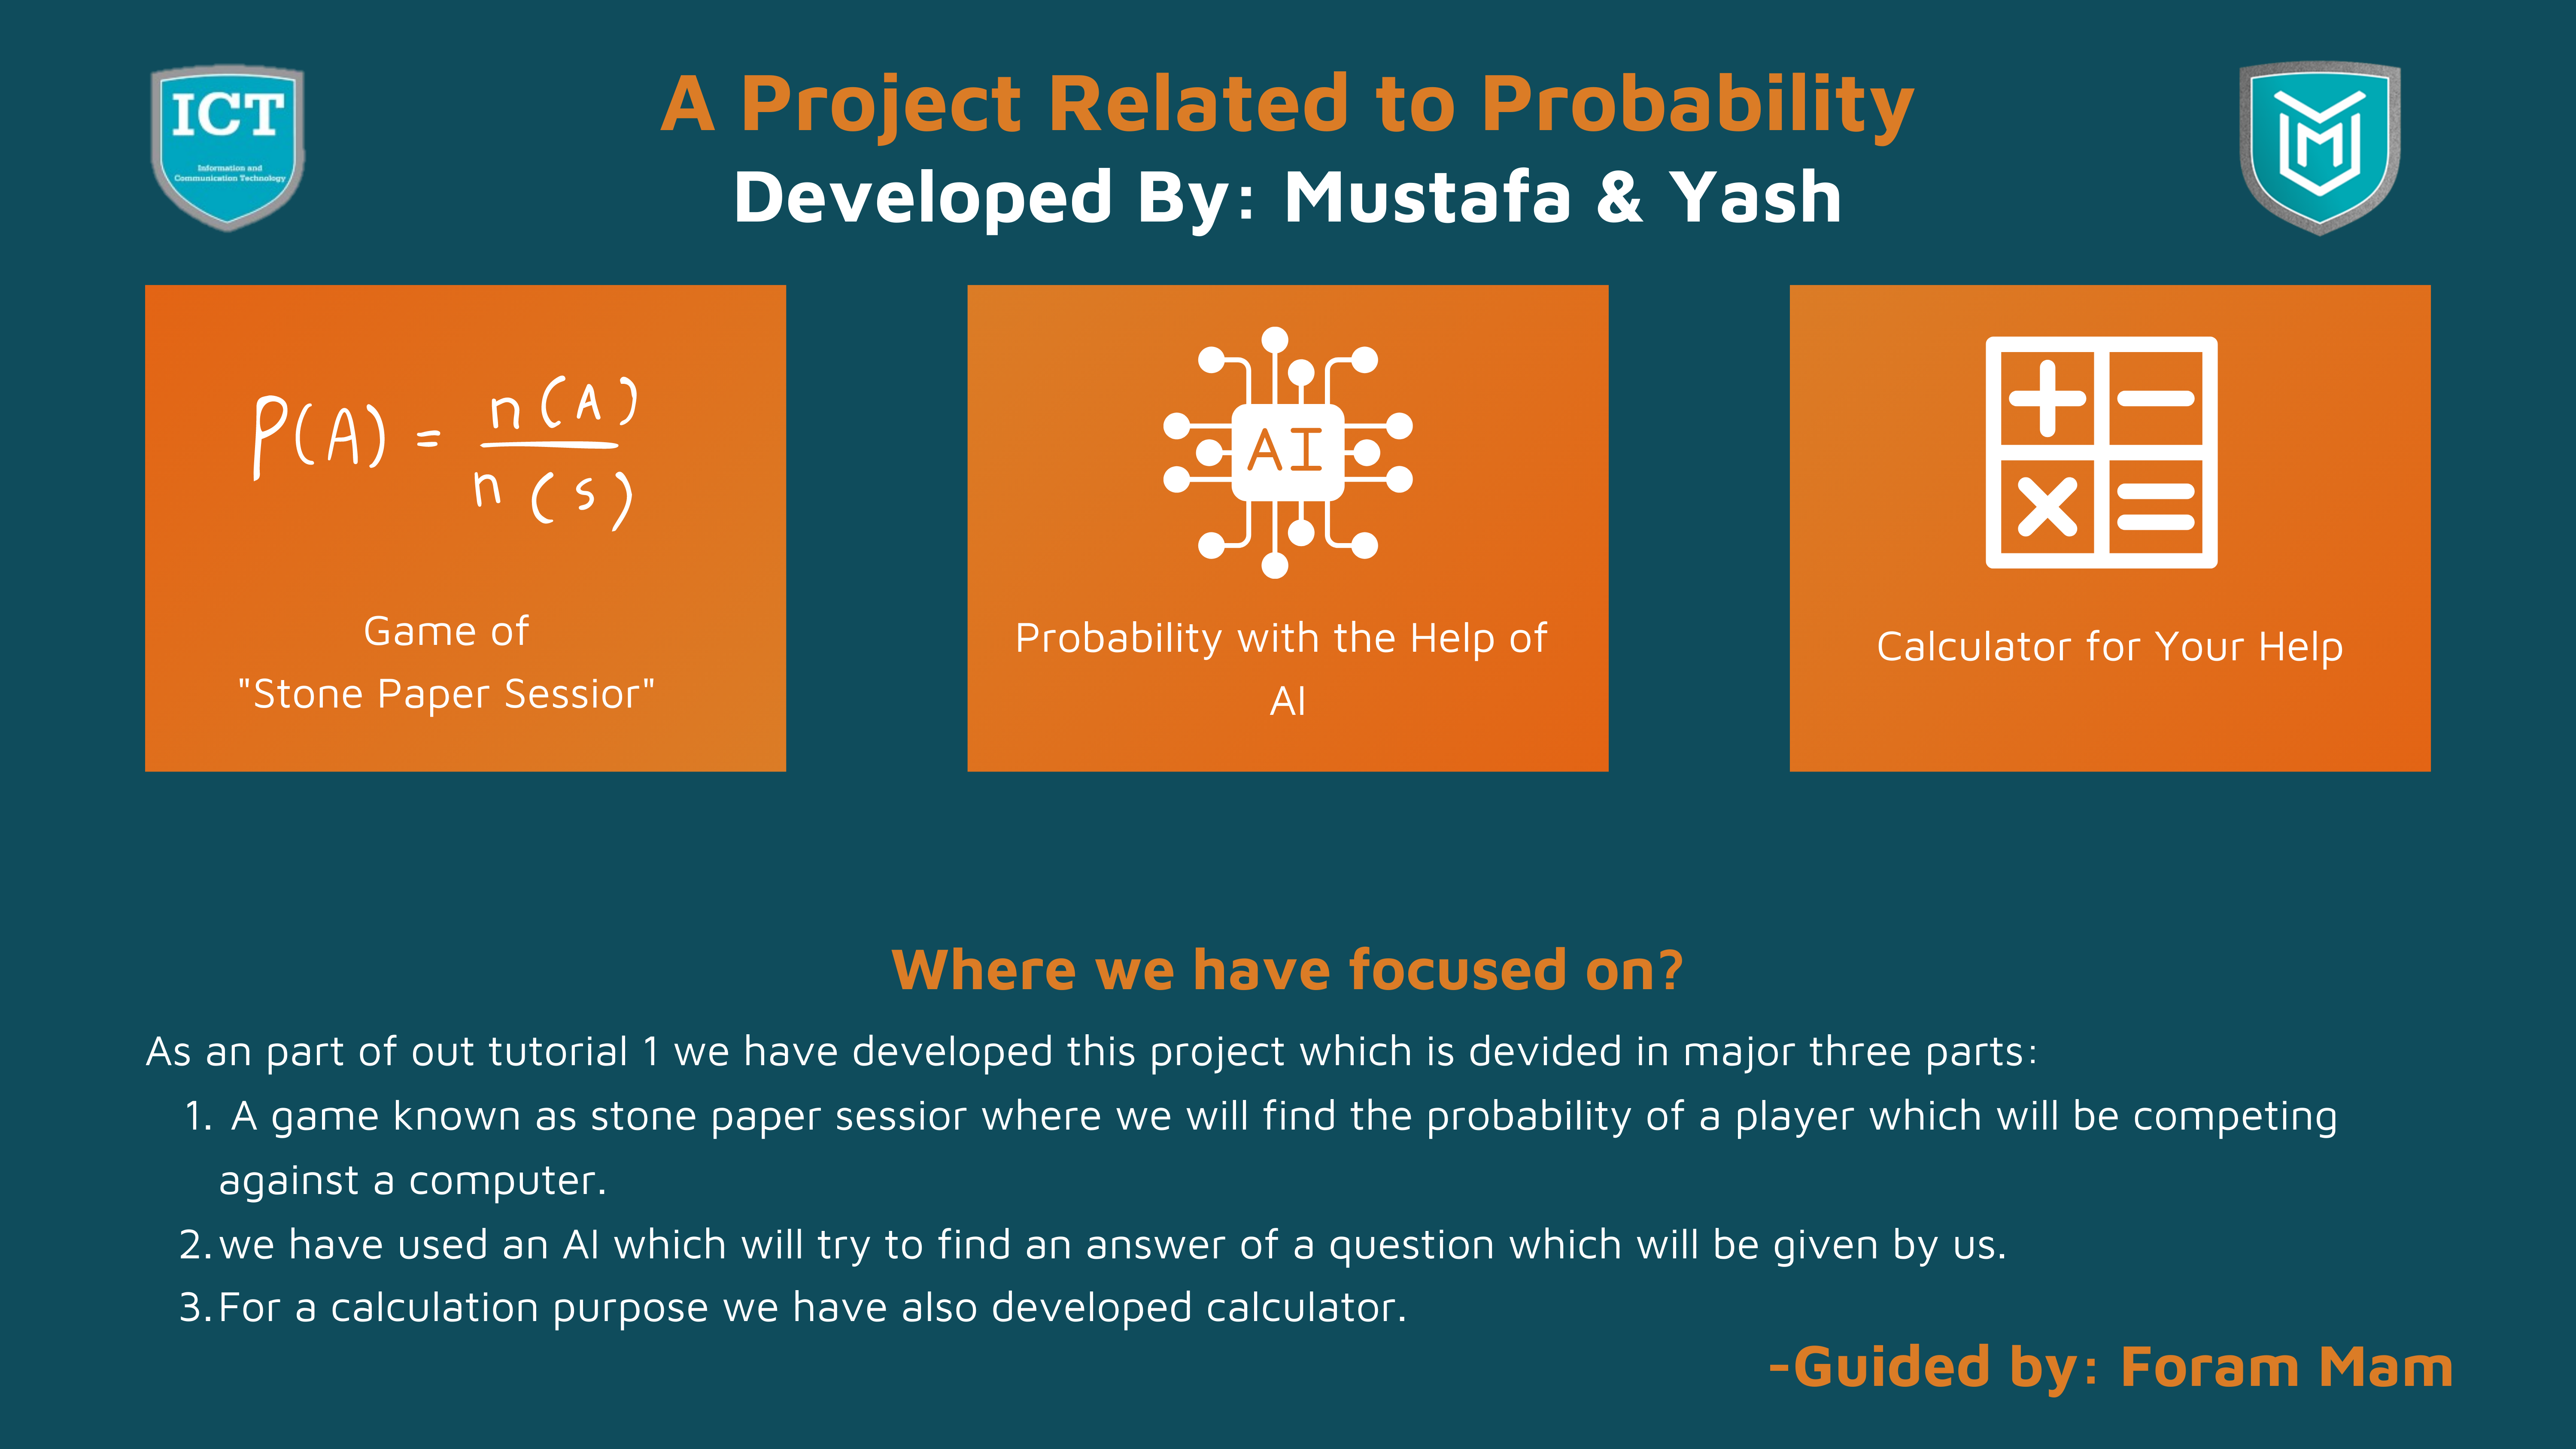 ICT
Information and
Communication Technology
A Project Related to Probability
Developed By: Mustafa & Yash
P(A) = n(A)
n(s)
Game of
"Stone Paper Sessior"
AI
Probability with the Help of
AI
Calculator for Your Help
Where we have focused on?
As an part of out tutorial 1 we have developed this project which is devided in major three parts:
1. A game known as stone paper sessior where we will find the probability of a player which will be competing
against a computer.
2. we have used an AI which will try to find an answer of a question which will be given by us.
3. For a calculation purpose we have also developed calculator.
-Guided by: Foram Mam